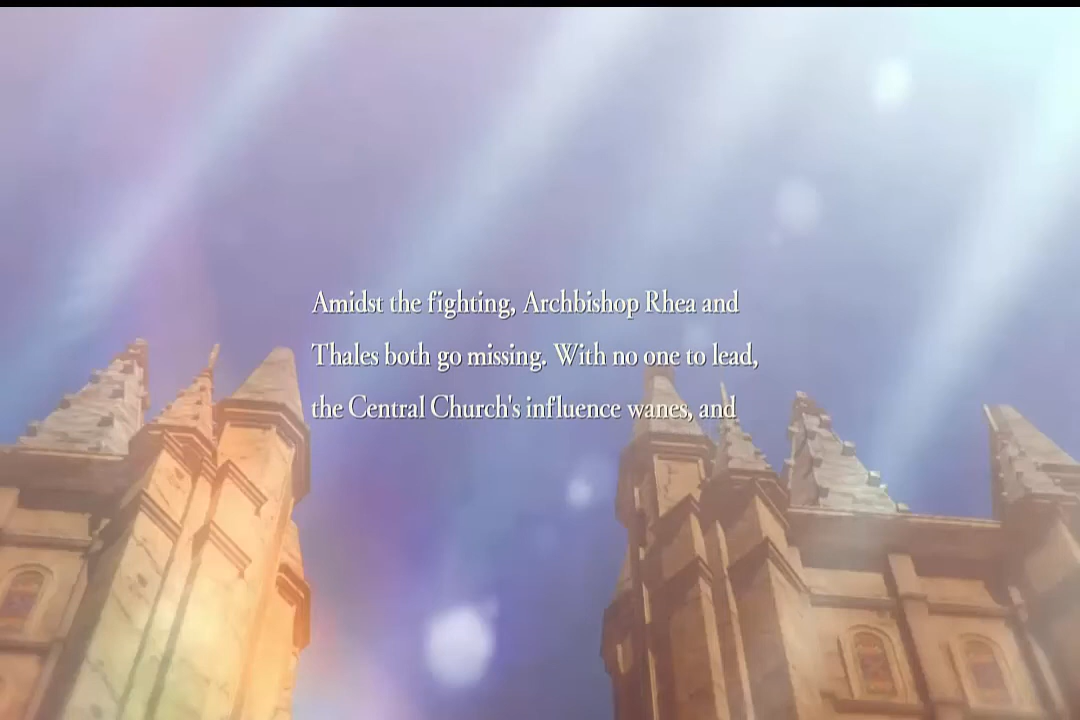 Amidst the fighting, Archbishop Rhea and
Thales both go missing. With no one to lead,
the Central Church's influence wanes, and